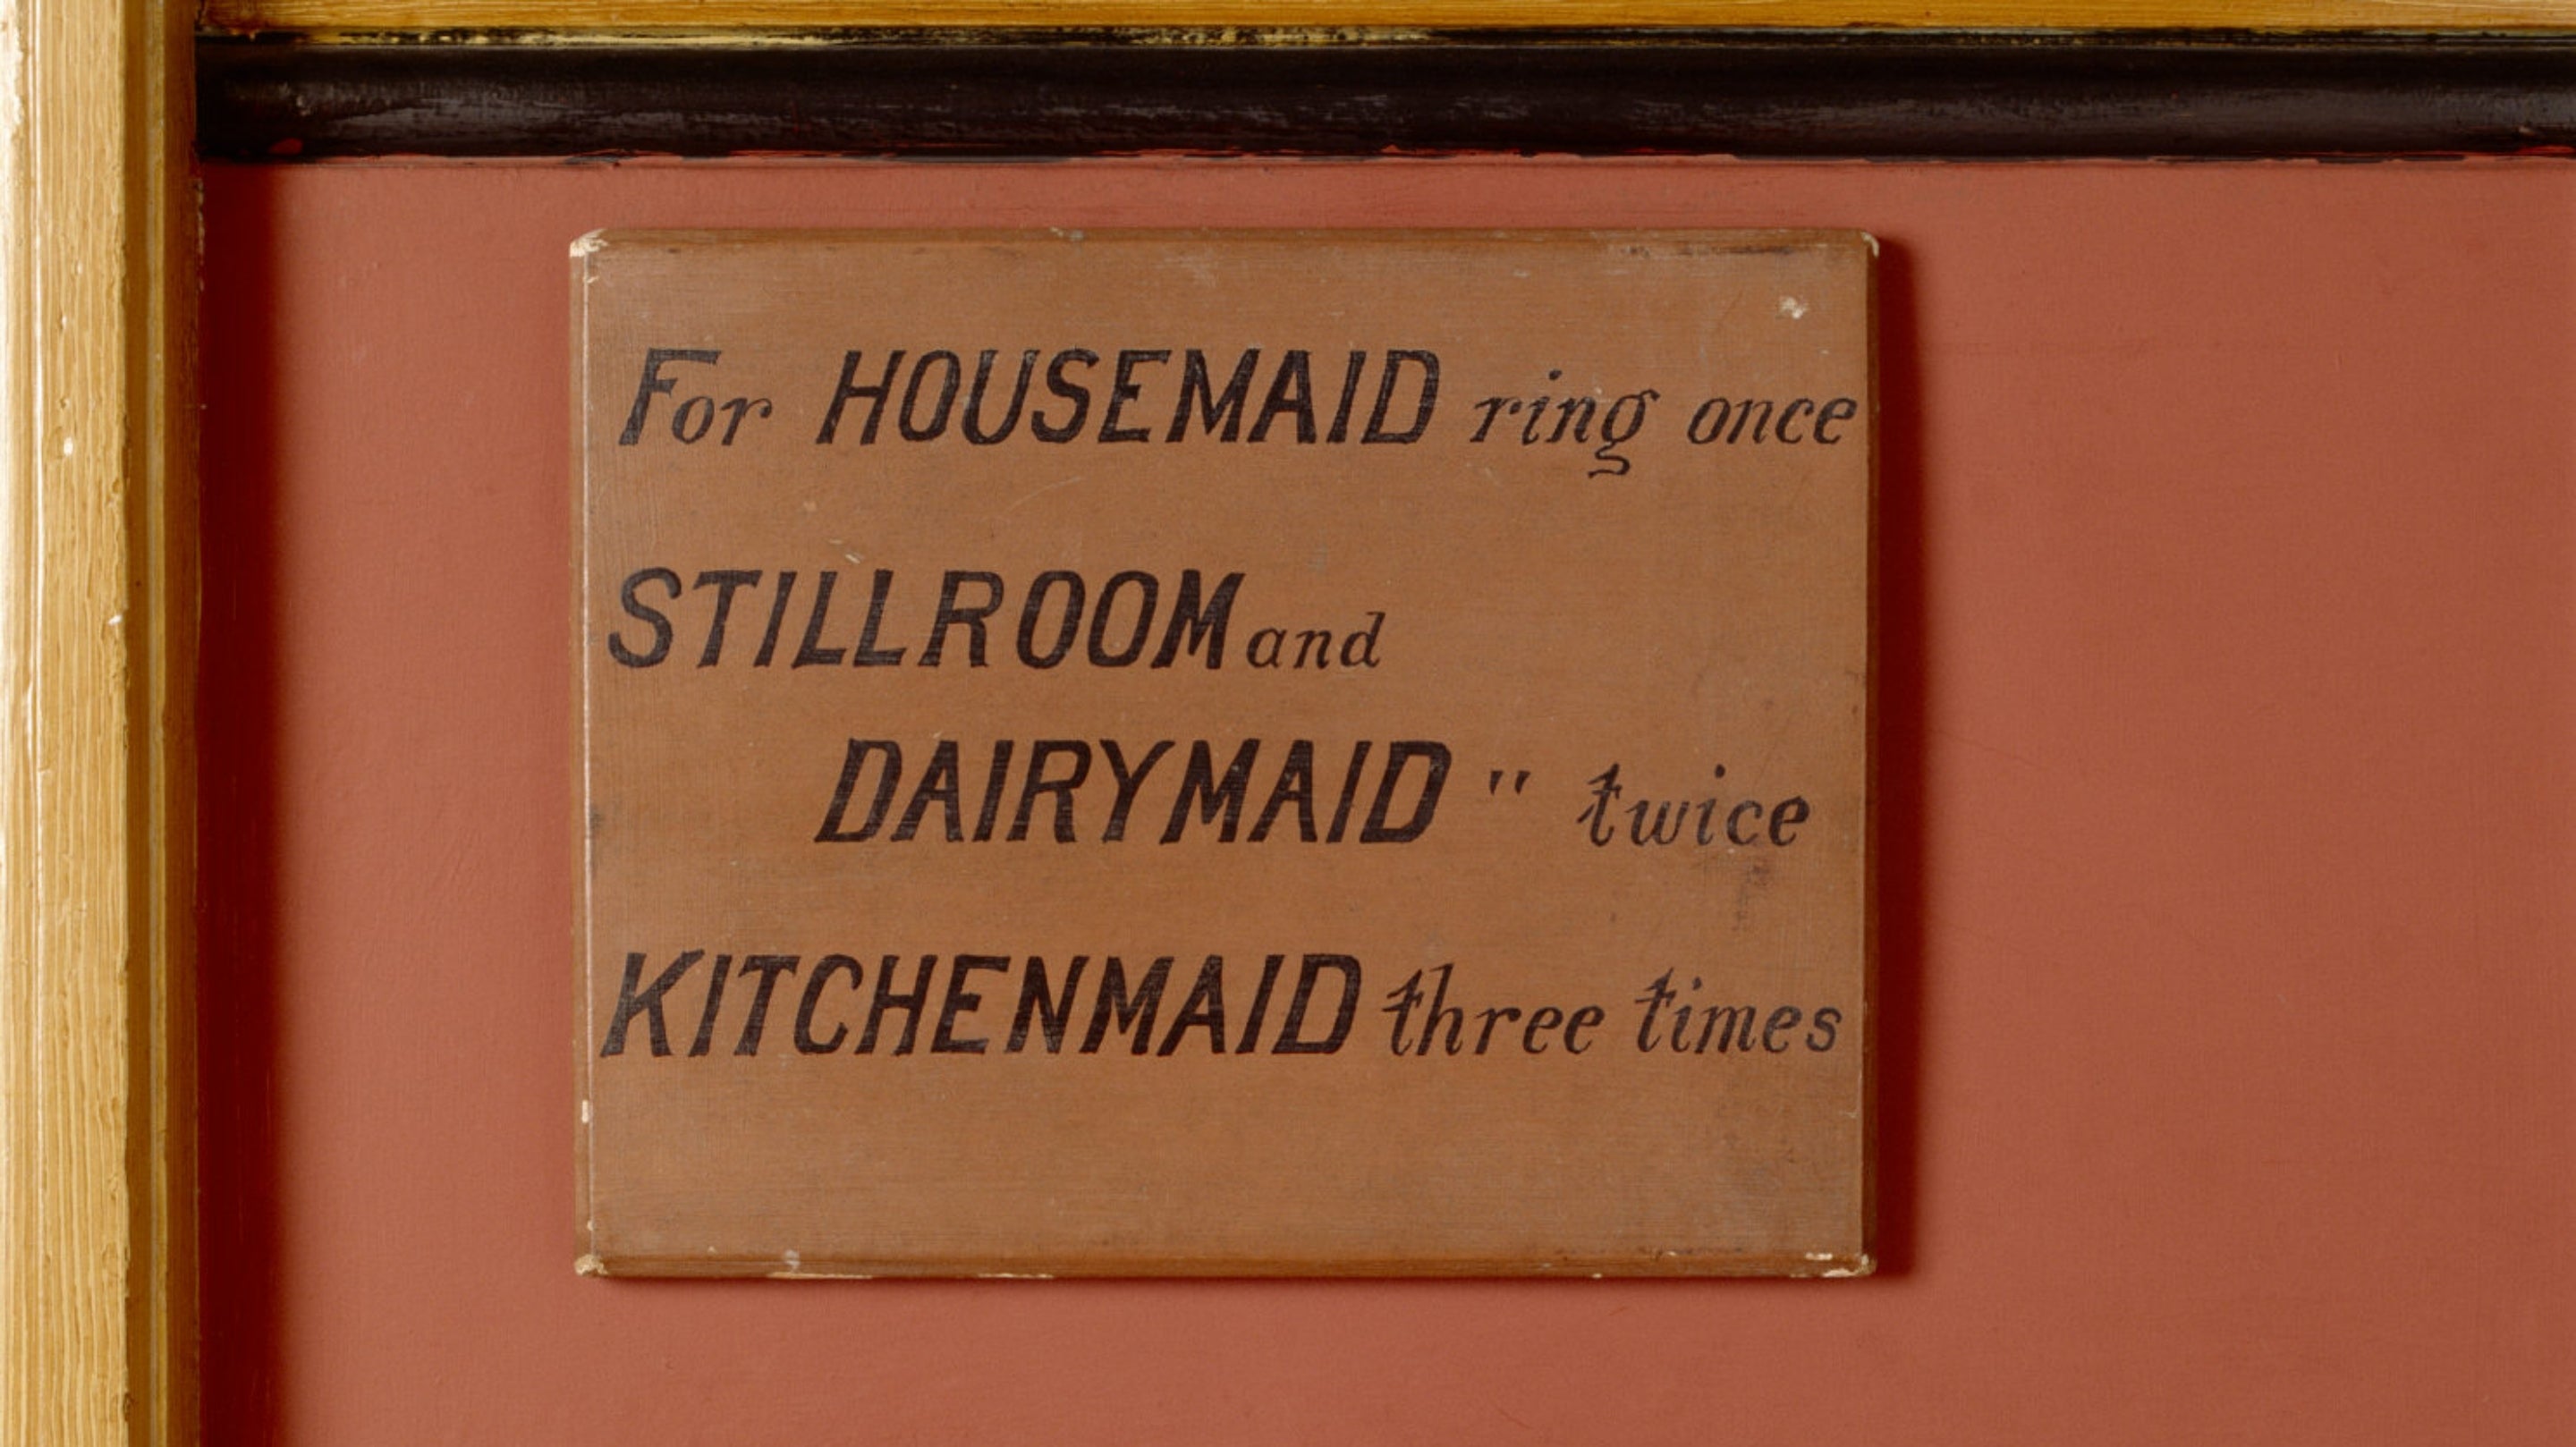 For HOUSEMAID ring once
STILLROOM and
DAIRYMAID " twice
KITCHENMAID three times